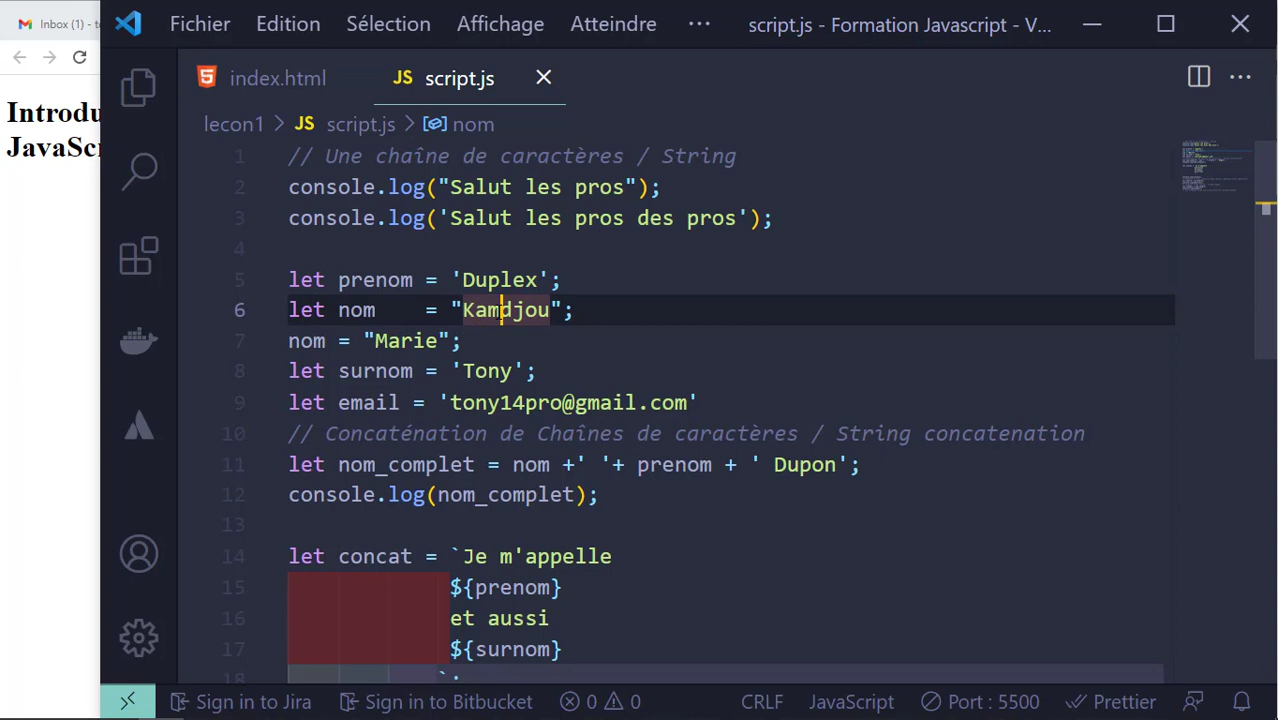 Inbox (1) - t
Fichier Edition Sélection Affichage Atteindre ··· script.js - Formation Javascript - V...
Introdu
JavaScr
index.html JS script.js
lecon1 > JS script.js > nom
1 // Une chaîne de caractères / String
2 console.log("Salut les pros");
3 console.log('Salut les pros des pros');
4
5 let prenom = 'Duplex';
6 let nom    = "Kamdjou";
7 nom = "Marie";
8 let surnom = 'Tony';
9 let email = 'tony14pro@gmail.com'
10 // Concaténation de Chaînes de caractères / String concatenation
11 let nom_complet = nom +' '+ prenom + ' Dupon';
12 console.log(nom_complet);
13
14 let concat = `Je m'appelle
15 ${prenom}
16 et aussi
17 ${surnom}
18 `;
Sign in to Jira Sign in to Bitbucket 0 0 CRLF JavaScript Port : 5500 Prettier